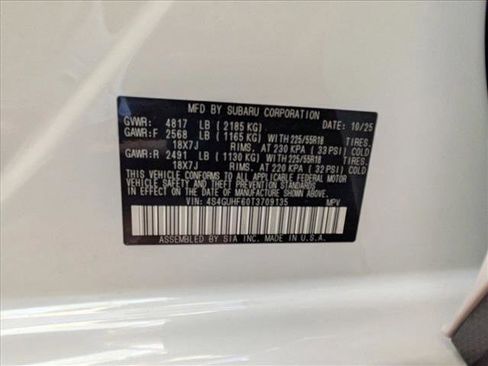 MFD BY SUBARU CORPORATION
GVWR: 4817 LB (2185 KG) DATE: 10/25
GAWR:F 2568 LB (1165 KG) WITH 225/55R18 TIRES.
18X7J RIMS. AT 230 KPA (33 PSI) COLD
GAWR:R 2491 LB (1130 KG) WITH 225/55R18 TIRES.
18X7J RIMS. AT 220 KPA (32 PSI) COLD
THIS VEHICLE CONFORMS TO ALL APPLICABLE FEDERAL MOTOR
VEHICLE SAFETY, BUMPER, AND THEFT PREVENTION STANDARDS
IN EFFECT ON THE DATE OF MANUFACTURE SHOWN ABOVE.
VIN: 4S4GUHF60T3709135 MPV
ASSEMBLED BY SIA INC. MADE IN U.S.A.